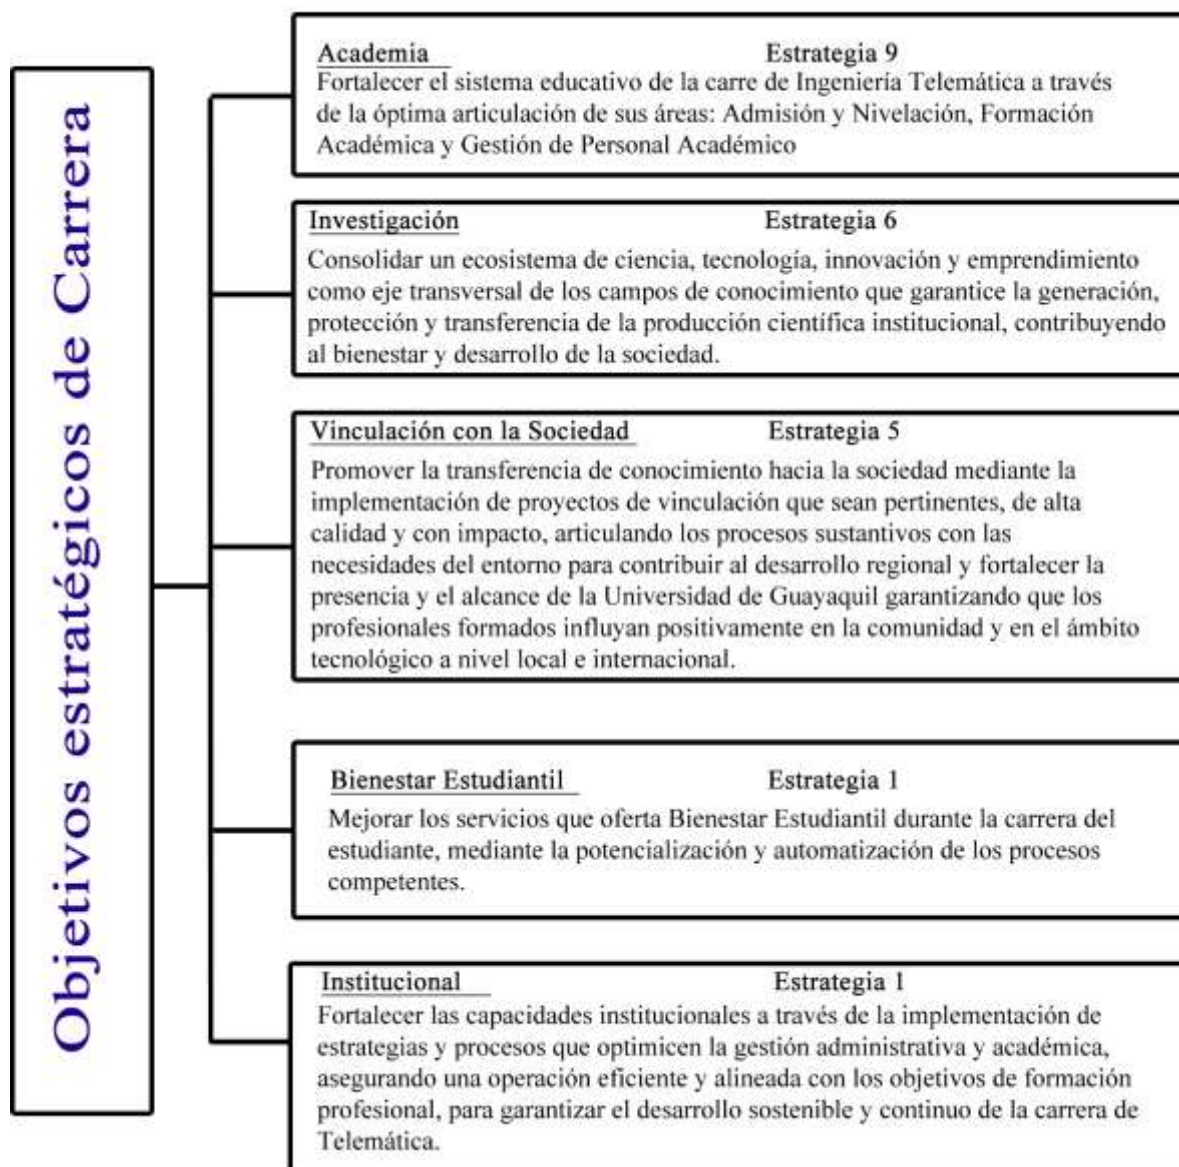 Objetivos estratégicos de Carrera
Academia Estrategia 9
Fortalecer el sistema educativo de la carre de Ingeniería Telemática a través
de la óptima articulación de sus áreas: Admisión y Nivelación, Formación
Académica y Gestión de Personal Académico
Investigación Estrategia 6
Consolidar un ecosistema de ciencia, tecnología, innovación y emprendimiento
como eje transversal de los campos de conocimiento que garantice la generación,
protección y transferencia de la producción científica institucional, contribuyendo
al bienestar y desarrollo de la sociedad.
Vinculación con la Sociedad Estrategia 5
Promover la transferencia de conocimiento hacia la sociedad mediante la
implementación de proyectos de vinculación que sean pertinentes, de alta
calidad y con impacto, articulando los procesos sustantivos con las
necesidades del entorno para contribuir al desarrollo regional y fortalecer la
presencia y el alcance de la Universidad de Guayaquil garantizando que los
profesionales formados influyan positivamente en la comunidad y en el ámbito
tecnológico a nivel local e internacional.
Bienestar Estudiantil Estrategia 1
Mejorar los servicios que oferta Bienestar Estudiantil durante la carrera del
estudiante, mediante la potencialización y automatización de los procesos
competentes.
Institucional Estrategia 1
Fortalecer las capacidades institucionales a través de la implementación de
estrategias y procesos que optimicen la gestión administrativa y académica,
asegurando una operación eficiente y alineada con los objetivos de formación
profesional, para garantizar el desarrollo sostenible y continuo de la carrera de
Telemática.